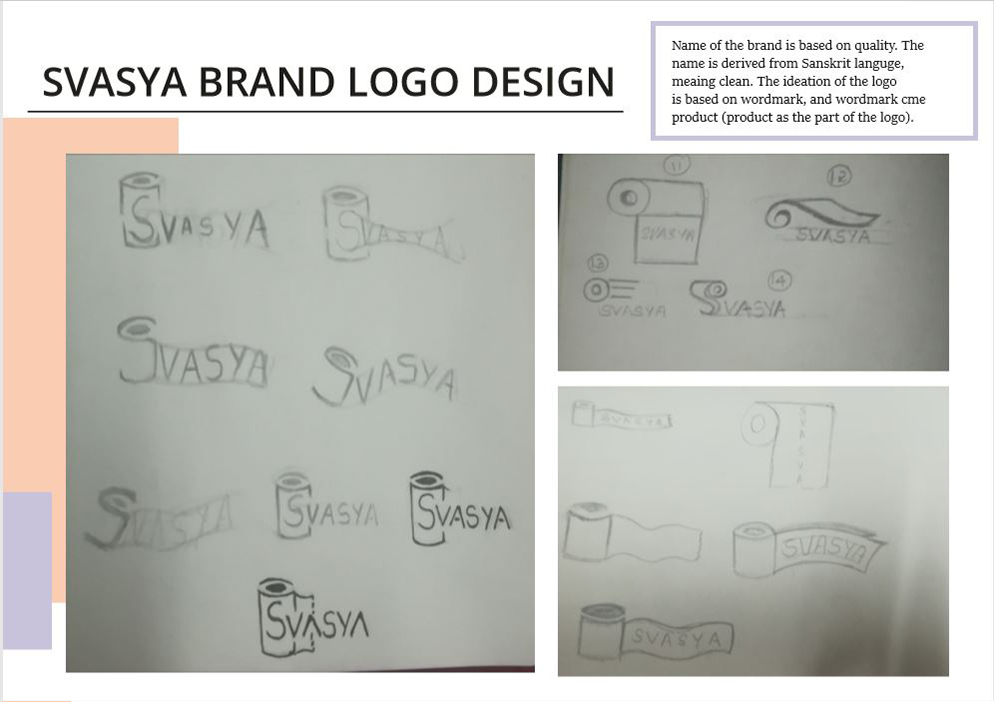 SVASYA BRAND LOGO DESIGN
Name of the brand is based on quality. The
name is derived from Sanskrit languge,
meaing clean. The ideation of the logo
is based on wordmark, and wordmark cme
product (product as the part of the logo).
SVASYA
SVASYA
SVASYA
SVASYA
SVASYA
SVASYA
SVASYA
SVASYA
11
SVASYA
12
SVASYA
13
SVASYA
14
SVASYA
SVASYA
SVASYA
SVASYA
SVASYA